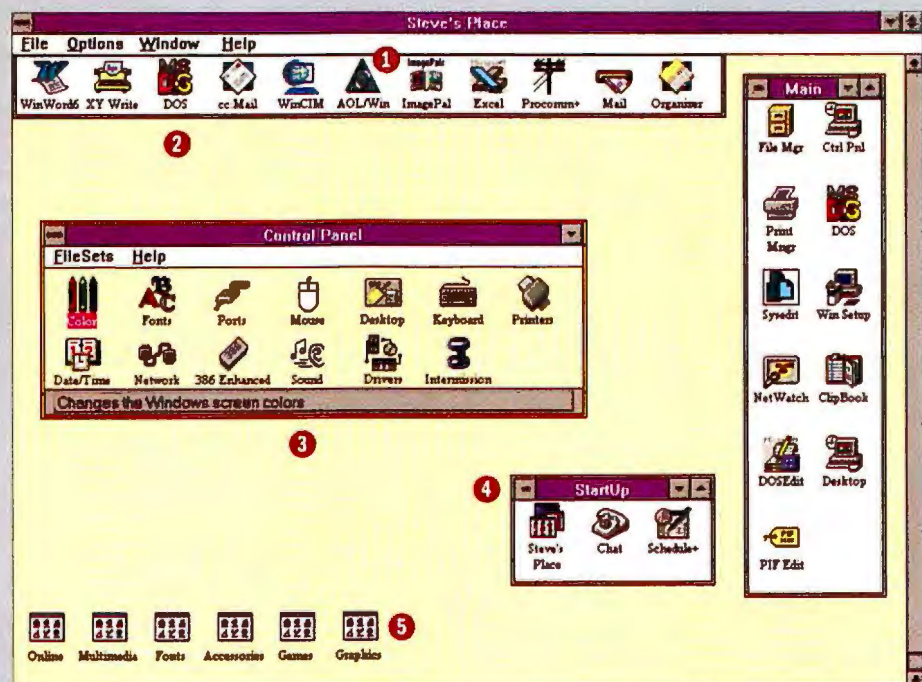 Steve's Place
File Options Window Help
1
ImagePals
WinWord6 XY Write DOS cc:Mail WinCIM AOL/Win ImagePal Excel Procomm+ Mail Organizer
2
Main
File Mgr Ctrl Pnl
Print Mngr DOS
Sysedit Win Setup
NetWatch ClipBook
DOSEdit Desktop
PIF Edit
Control Panel
FileSets Help
Color Fonts Ports Mouse Desktop Keyboard Printers
Date/Time Network 386 Enhanced Sound Drivers Intermission
Changes the Windows screen colors
3
4
StartUp
Steve's Place Chat Schedule+
5
Online Multimedia Fonts Accessories Games Graphics